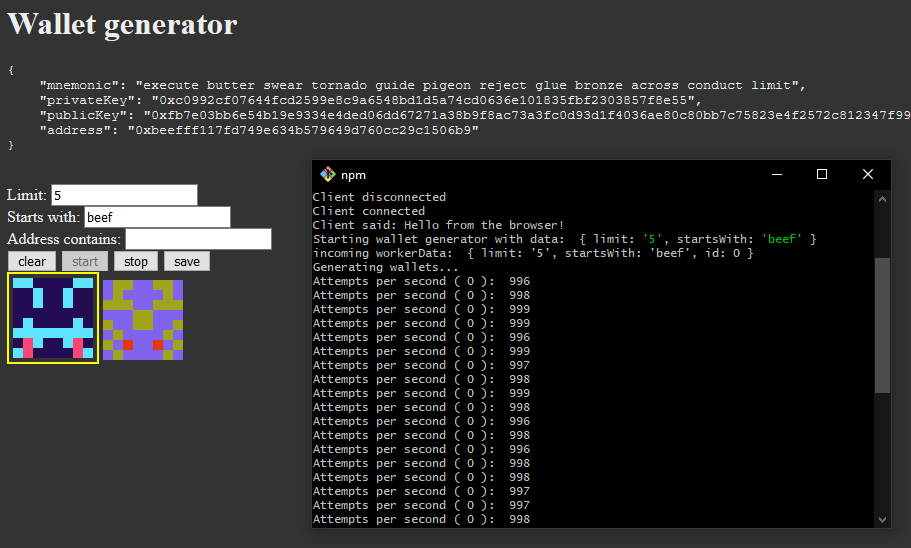 Wallet generator
{
"mnemonic": "execute butter swear tornado guide pigeon reject glue bronze across conduct limit",
"privateKey": "0xc0992cf07644fcd2599e8c9a6548bd1d5a74cd0636e101835fbf2303857f8e55",
"publicKey": "0xfb7e03bb6e54b19e9334e4ded06dd67271a38b9f8ac73a3fc0d93d1f4036ae80c80bb7c75823e4f2572c812347f99
"address": "0xbeefff117fd749e634b579649d760cc29c1506b9"
}
Limit: 5
Starts with: beef
Address contains:
clear start stop save
npm
Client disconnected
Client connected
Client said: Hello from the browser!
Starting wallet generator with data:  { limit: '5', startsWith: 'beef' }
incoming workerData:  { limit: '5', startsWith: 'beef', id: 0 }
Generating wallets...
Attempts per second ( 0 ):  996
Attempts per second ( 0 ):  998
Attempts per second ( 0 ):  999
Attempts per second ( 0 ):  999
Attempts per second ( 0 ):  996
Attempts per second ( 0 ):  999
Attempts per second ( 0 ):  997
Attempts per second ( 0 ):  998
Attempts per second ( 0 ):  999
Attempts per second ( 0 ):  998
Attempts per second ( 0 ):  996
Attempts per second ( 0 ):  998
Attempts per second ( 0 ):  996
Attempts per second ( 0 ):  998
Attempts per second ( 0 ):  998
Attempts per second ( 0 ):  997
Attempts per second ( 0 ):  997
Attempts per second ( 0 ):  998